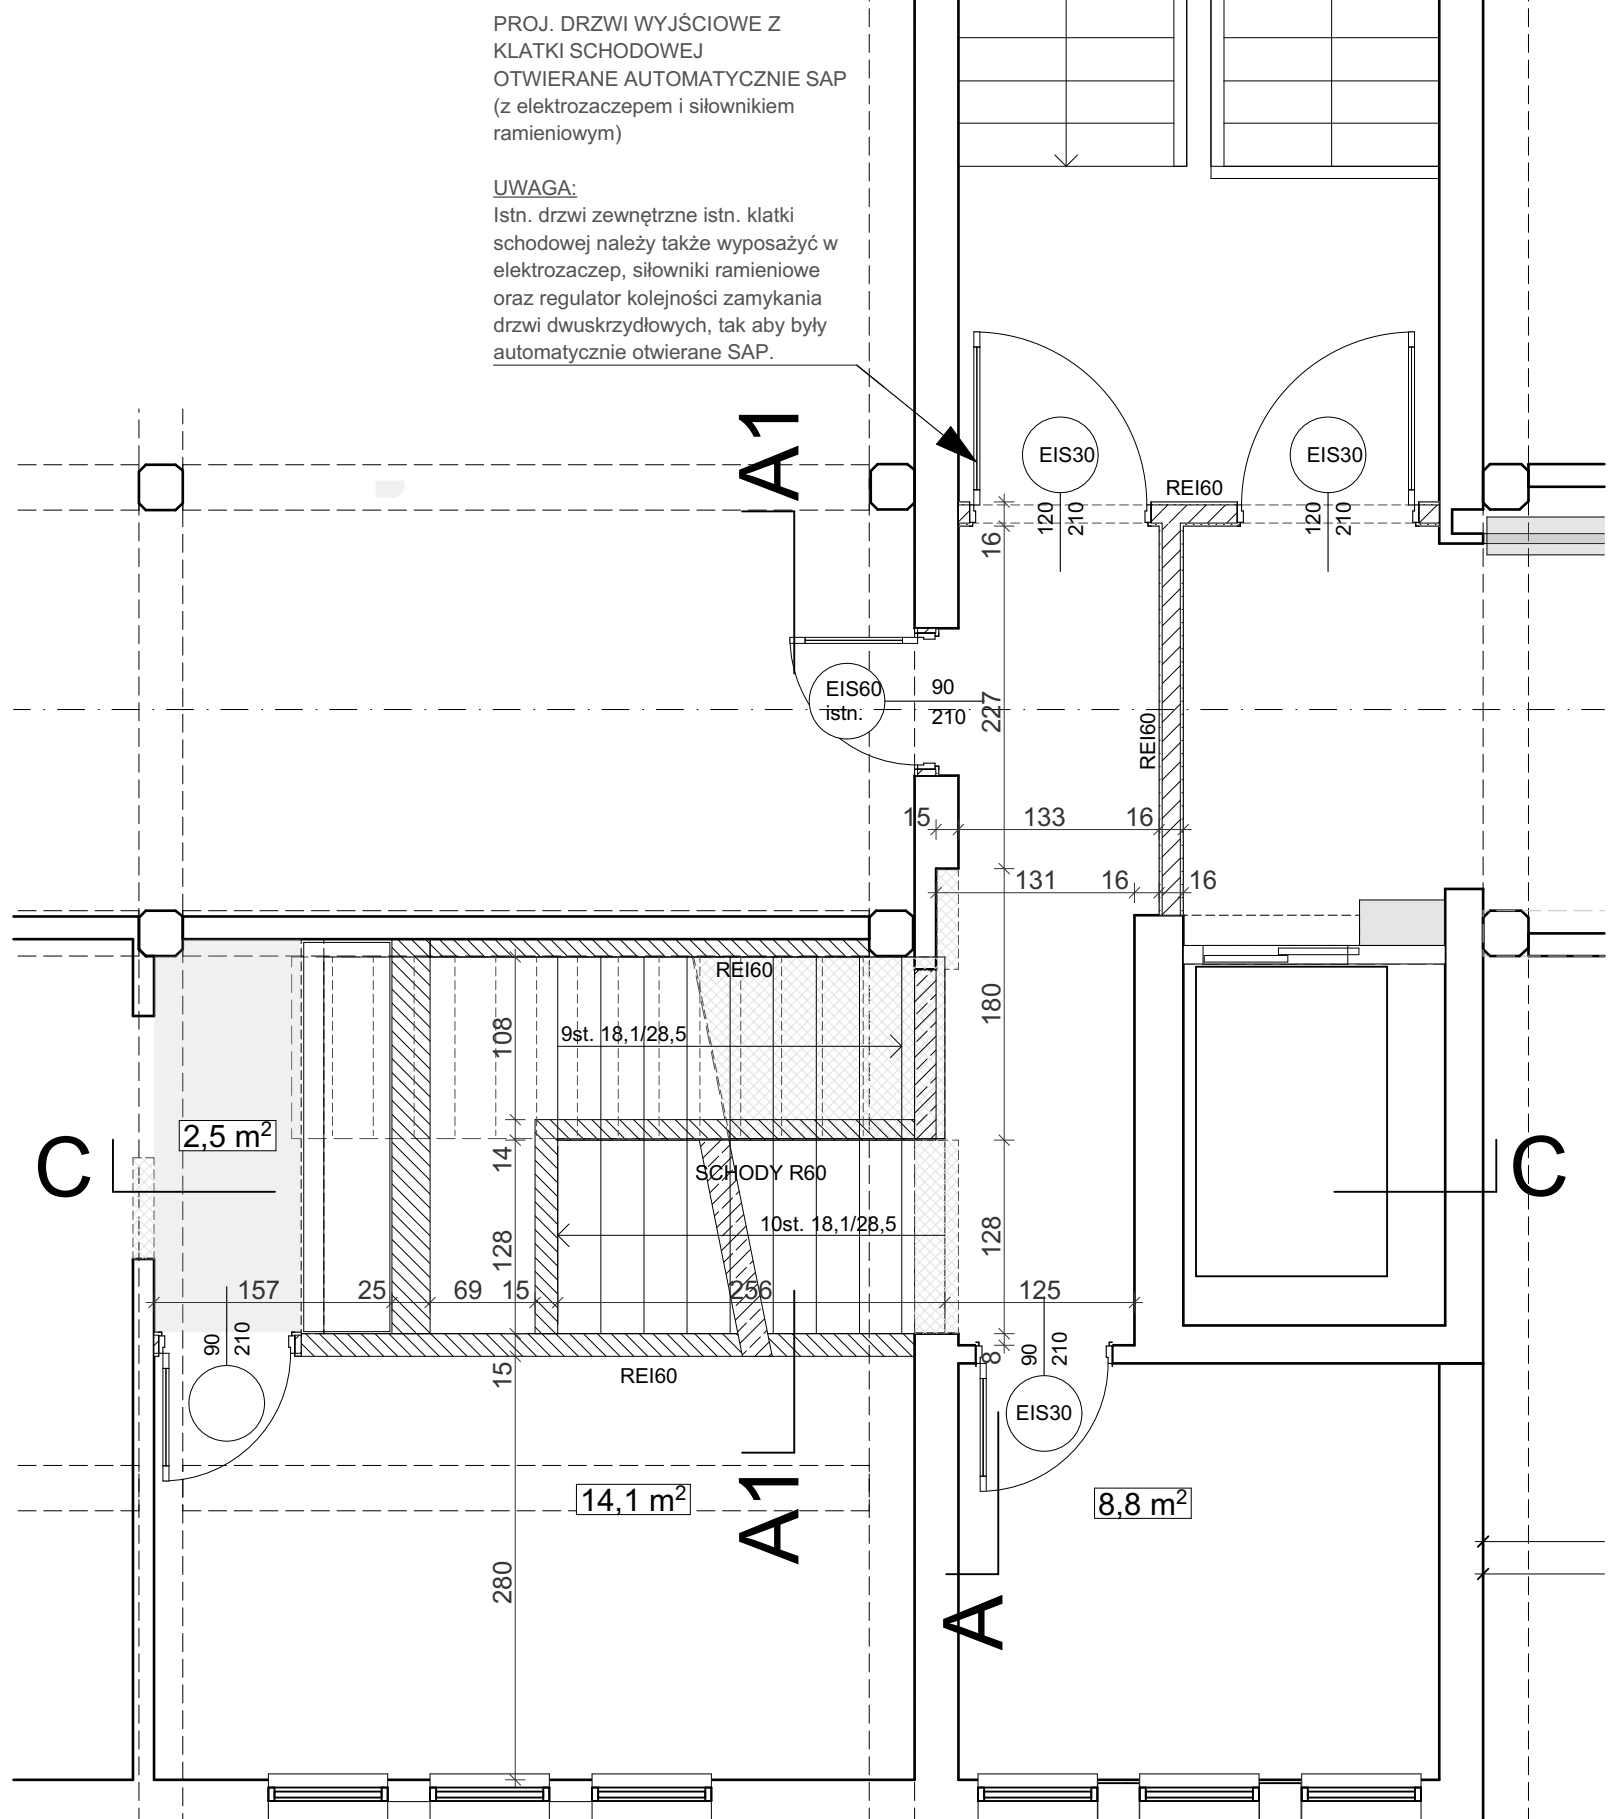 PROJ. DRZWI WYJŚCIOWE Z
KLATKI SCHODOWEJ
OTWIERANE AUTOMATYCZNIE SAP
(z elektrozaczepem i siłownikiem
ramieniowym)
UWAGA:
Istn. drzwi zewnętrzne istn. klatki
schodowej należy także wyposażyć w
elektrozaczep, siłowniki ramieniowe
oraz regulator kolejności zamykania
drzwi dwuskrzydłowych, tak aby były
automatycznie otwierane SAP.
A1
EIS30
EIS30
REI60
120
210
120
210
16
EIS60
istn.
90
210
227
REI60
15
133
16
131
16
16
REI60
180
108
9st. 18,1/28,5
2,5 m²
C
C
14
SCHODY R60
10st. 18,1/28,5
128
128
157
25
69
15
256
125
90
210
90
210
8
15
REI60
EIS30
A1
14,1 m²
8,8 m²
280
A